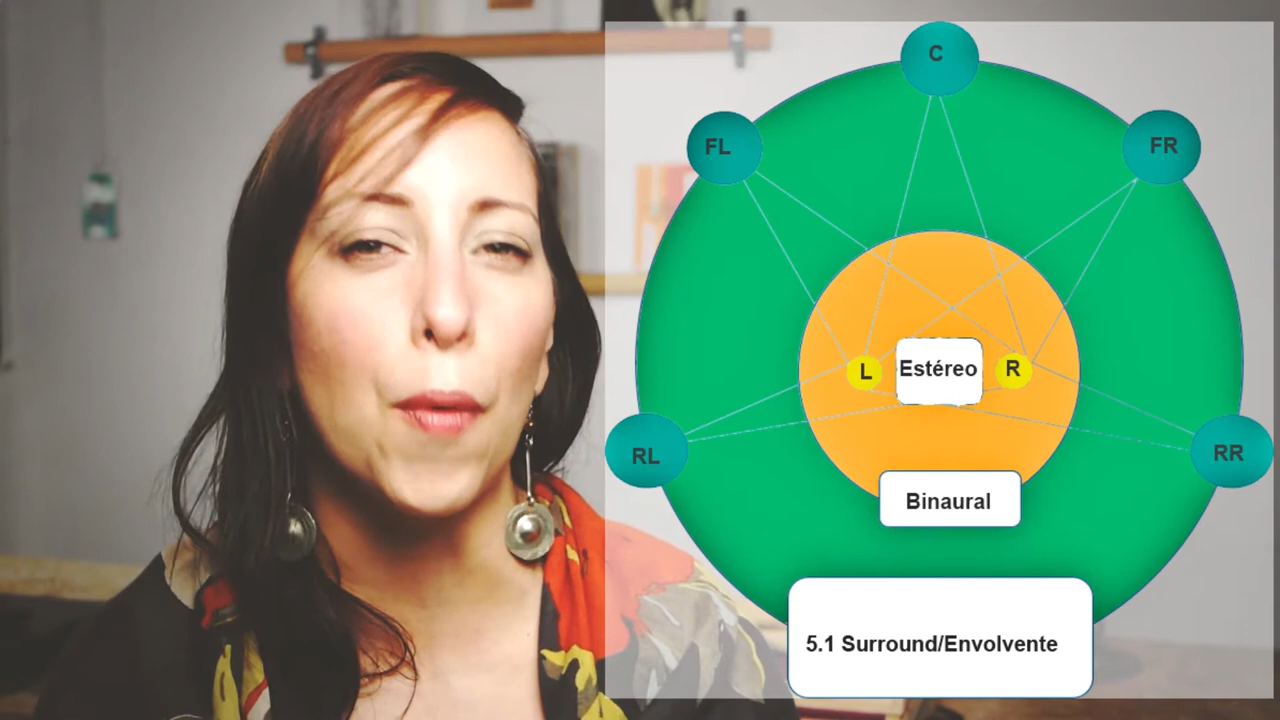 C
FL
FR
L
Estéreo
R
RL
RR
Binaural
5.1 Surround/Envolvente